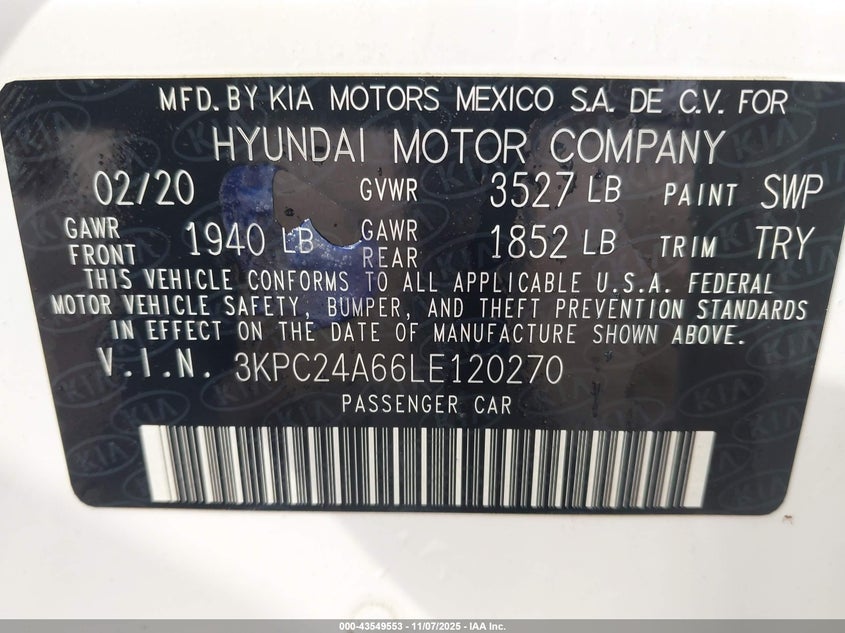 MFD. BY KIA MOTORS MEXICO S.A. DE C.V. FOR
HYUNDAI MOTOR COMPANY
02/20 GVWR 3527 LB PAINT SWP
GAWR FRONT 1940 LB GAWR REAR 1852 LB TRIM TRY
THIS VEHICLE CONFORMS TO ALL APPLICABLE U.S.A. FEDERAL
MOTOR VEHICLE SAFETY, BUMPER, AND THEFT PREVENTION STANDARDS
IN EFFECT ON THE DATE OF MANUFACTURE SHOWN ABOVE.
V.I.N. 3KPC24A66LE120270
PASSENGER CAR
000-43549553 — 11/07/2025 — IAA Inc.